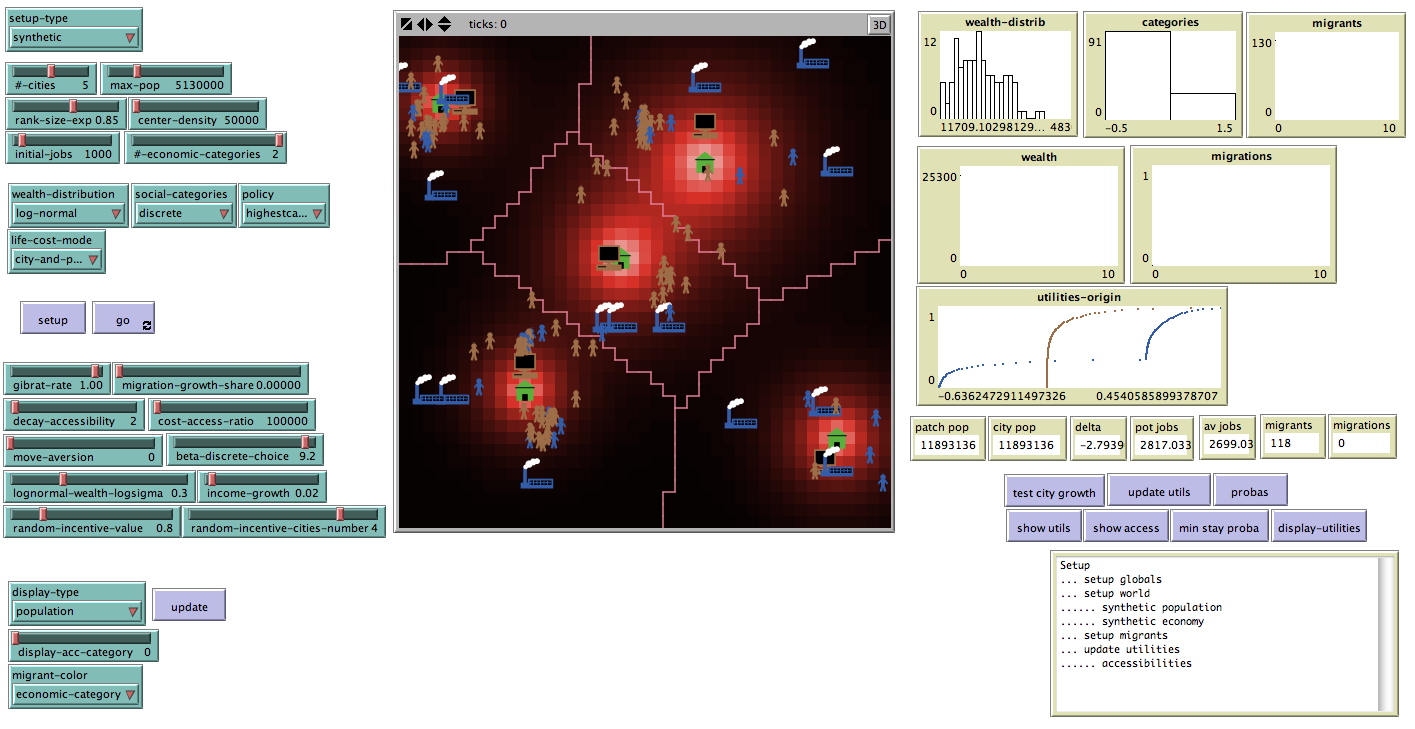 setup-type
synthetic
#-cities 5
max-pop 5130000
rank-size-exp 0.85
center-density 50000
initial-jobs 1000
#-economic-categories 2
wealth-distribution
log-normal
social-categories
discrete
policy
highestca...
life-cost-mode
city-and-p...
setup
go
gibrat-rate 1.00
migration-growth-share 0.00000
decay-accessibility 2
cost-access-ratio 100000
move-aversion 0
beta-discrete-choice 9.2
lognormal-wealth-logsigma 0.3
income-growth 0.02
random-incentive-value 0.8
random-incentive-cities-number 4
display-type
population
update
display-acc-category 0
migrant-color
economic-category
ticks: 0
3D
wealth-distrib
12
0
11709.10298129... 483
categories
91
0
-0.5 1.5
migrants
130
0
0 10
wealth
25300
0
0 10
migrations
1
0
0 10
utilities-origin
1
0
-0.6362472911497326 0.4540585899378707
patch pop
11893136
city pop
11893136
delta
-2.7939
pot jobs
2817.033
av jobs
2699.03
migrants
118
migrations
0
test city growth
update utils
probas
show utils
show access
min stay proba
display-utilities
Setup
... setup globals
... setup world
...... synthetic population
...... synthetic economy
... setup migrants
... update utilities
...... accessibilities